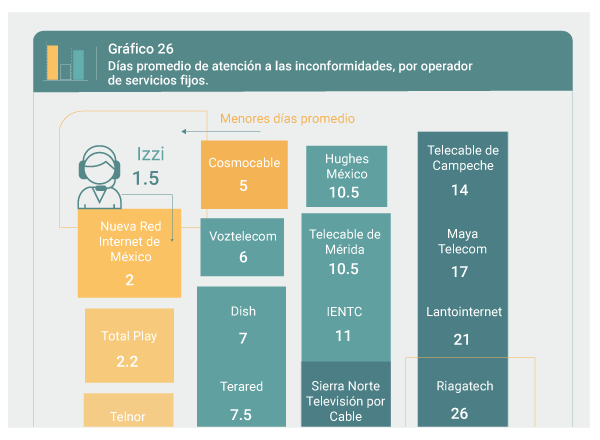 Gráfico 26
Días promedio de atención a las inconformidades, por operador
de servicios fijos.
Menores días promedio
Izzi
1.5
Nueva Red
Internet de
México
2
Total Play
2.2
Telnor
Cosmocable
5
Voztelecom
6
Dish
7
Terared
7.5
Hughes
México
10.5
Telecable de
Mérida
10.5
IENTC
11
Sierra Norte
Televisión por
Cable
Telecable de
Campeche
14
Maya
Telecom
17
Lantointernet
21
Riagatech
26